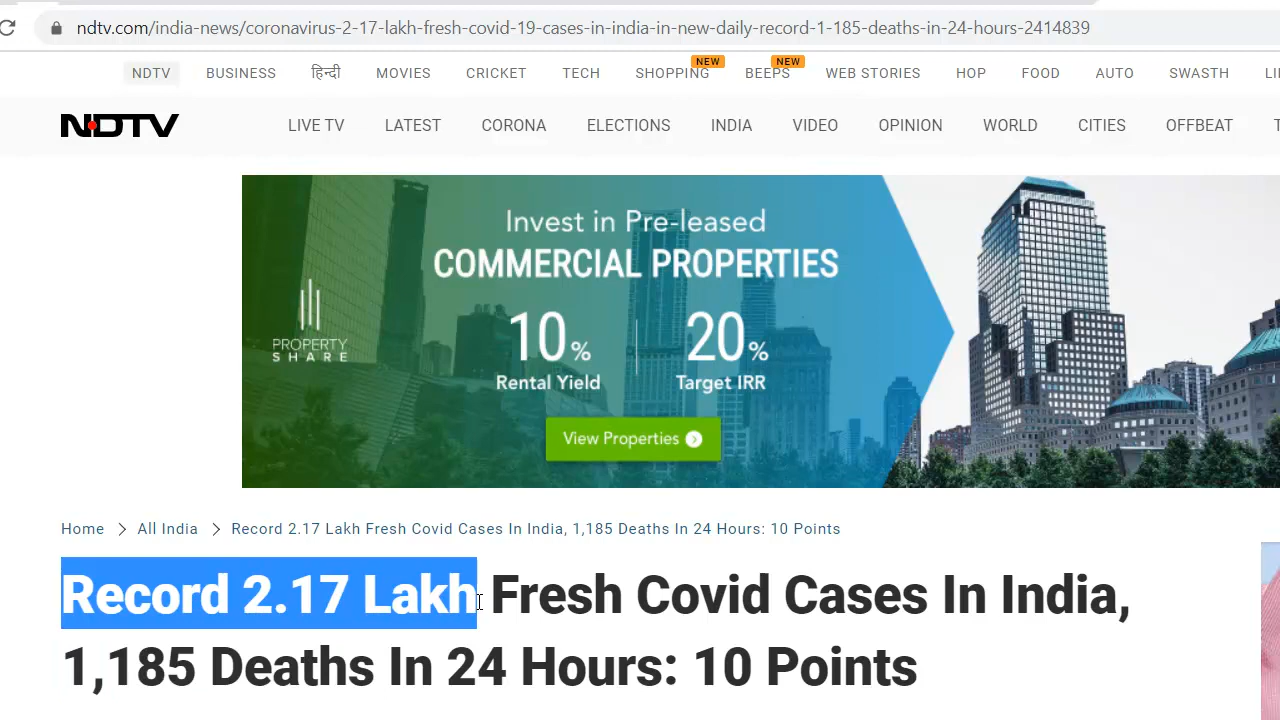 ndtv.com/india-news/coronavirus-2-17-lakh-fresh-covid-19-cases-in-india-in-new-daily-record-1-185-deaths-in-24-hours-2414839
NEW NEW
NDTV BUSINESS हिन्दी MOVIES CRICKET TECH SHOPPING BEEPS WEB STORIES HOP FOOD AUTO SWASTH
NDTV LIVE TV LATEST CORONA ELECTIONS INDIA VIDEO OPINION WORLD CITIES OFFBEAT
Invest in Pre-leased
COMMERCIAL PROPERTIES
10% 20%
Rental Yield Target IRR
PROPERTY
SHARE
View Properties
Home All India Record 2.17 Lakh Fresh Covid Cases In India, 1,185 Deaths In 24 Hours: 10 Points
Record 2.17 Lakh Fresh Covid Cases In India,
1,185 Deaths In 24 Hours: 10 Points